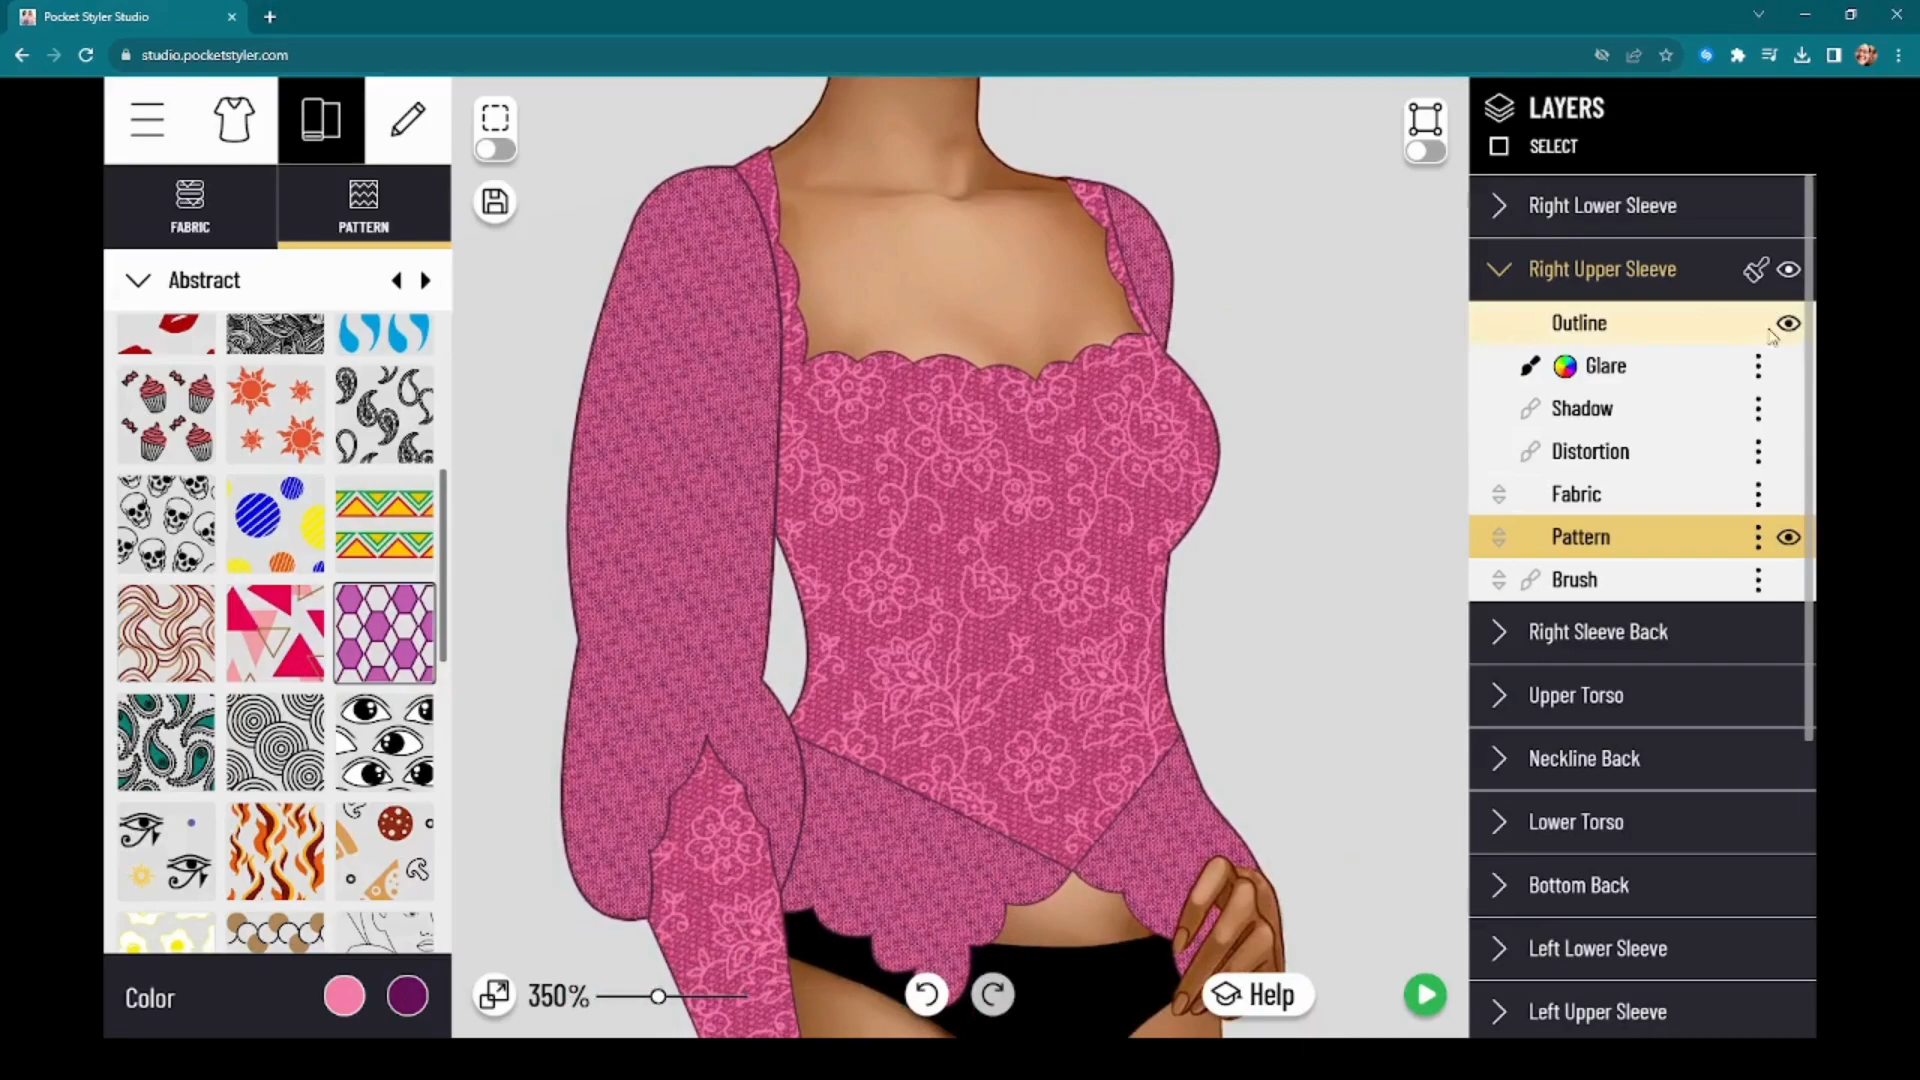 Pocket Styler Studio
studio.pocketstyler.com
FABRIC
PATTERN
Abstract
Color
350%
Help
LAYERS
SELECT
Right Lower Sleeve
Right Upper Sleeve
Outline
Glare
Shadow
Distortion
Fabric
Pattern
Brush
Right Sleeve Back
Upper Torso
Neckline Back
Lower Torso
Bottom Back
Left Lower Sleeve
Left Upper Sleeve